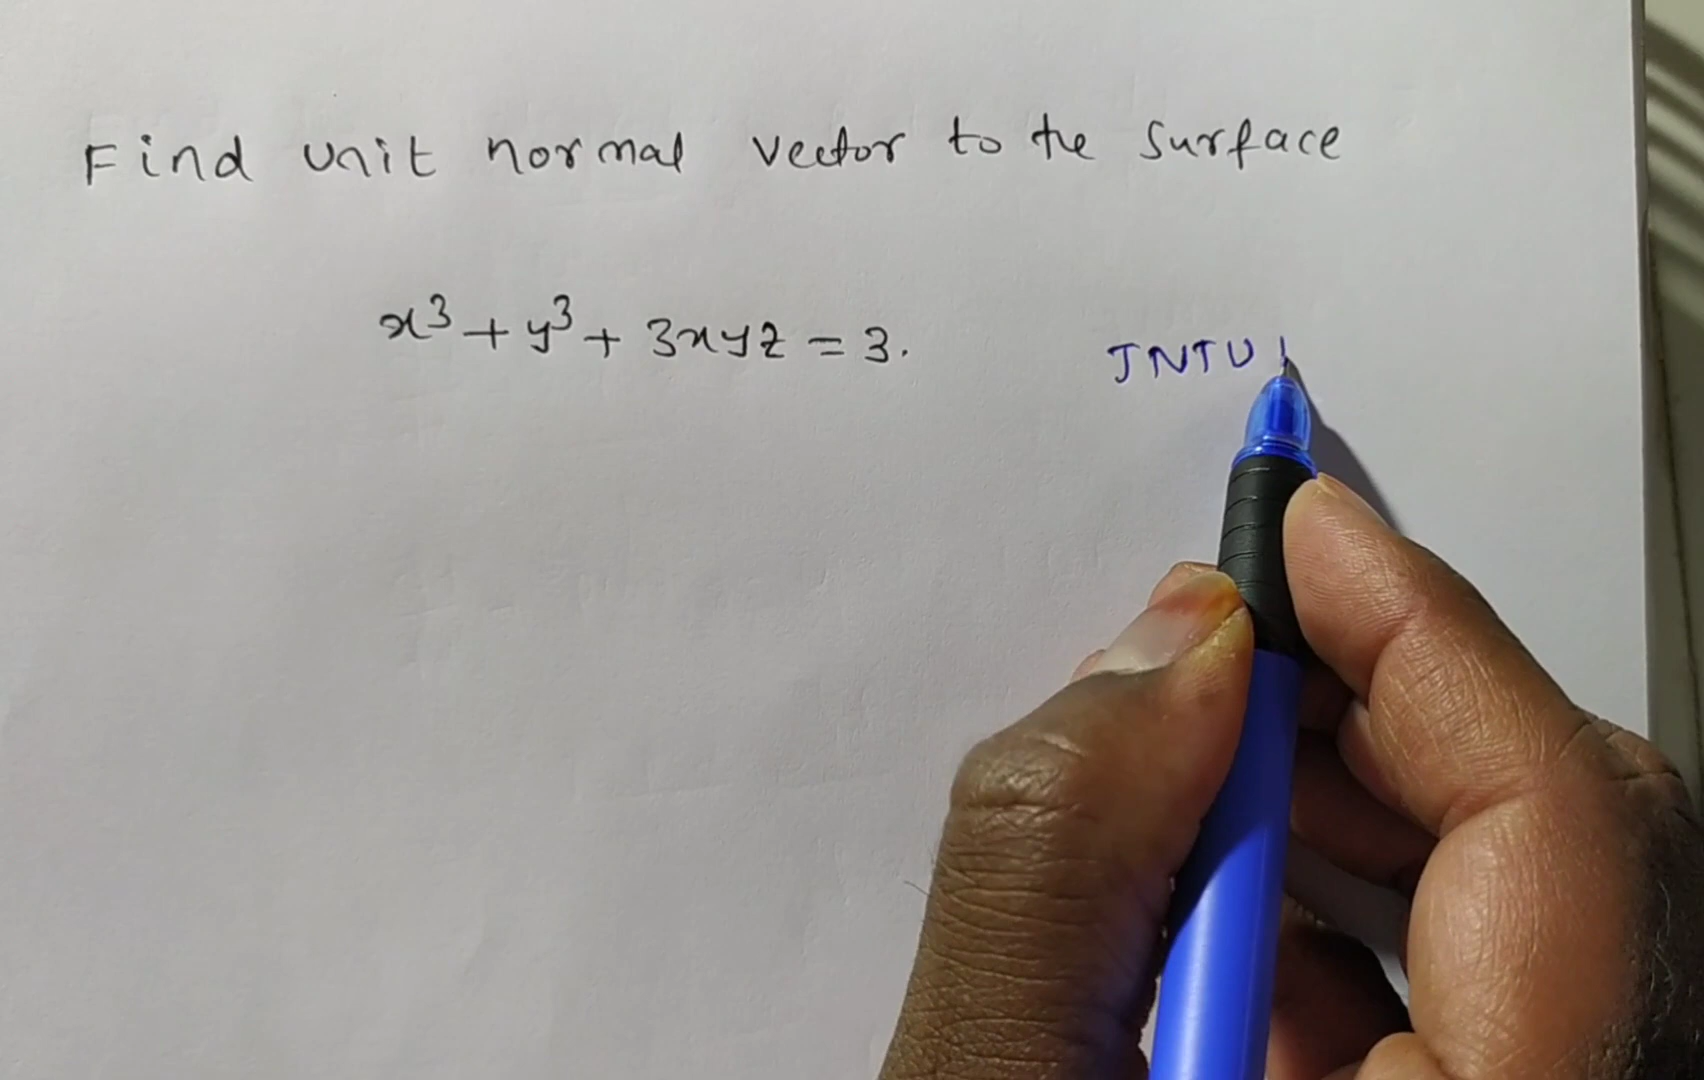 Find unit normal vector to the surface
x³ + y³ + 3xyz = 3.
JNTU